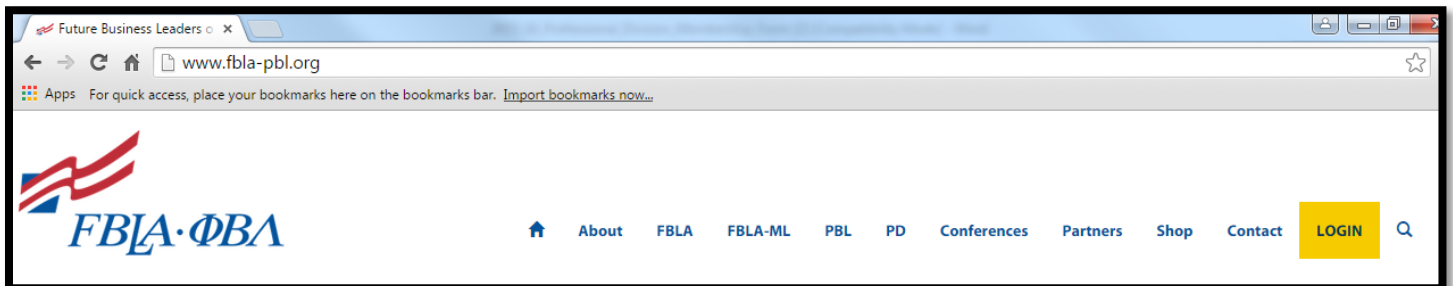 Future Business Leaders o
www.fbla-pbl.org
Apps For quick access, place your bookmarks here on the bookmarks bar. Import bookmarks now...
FBLA·ΦΒΛ
About FBLA FBLA-ML PBL PD Conferences Partners Shop Contact LOGIN